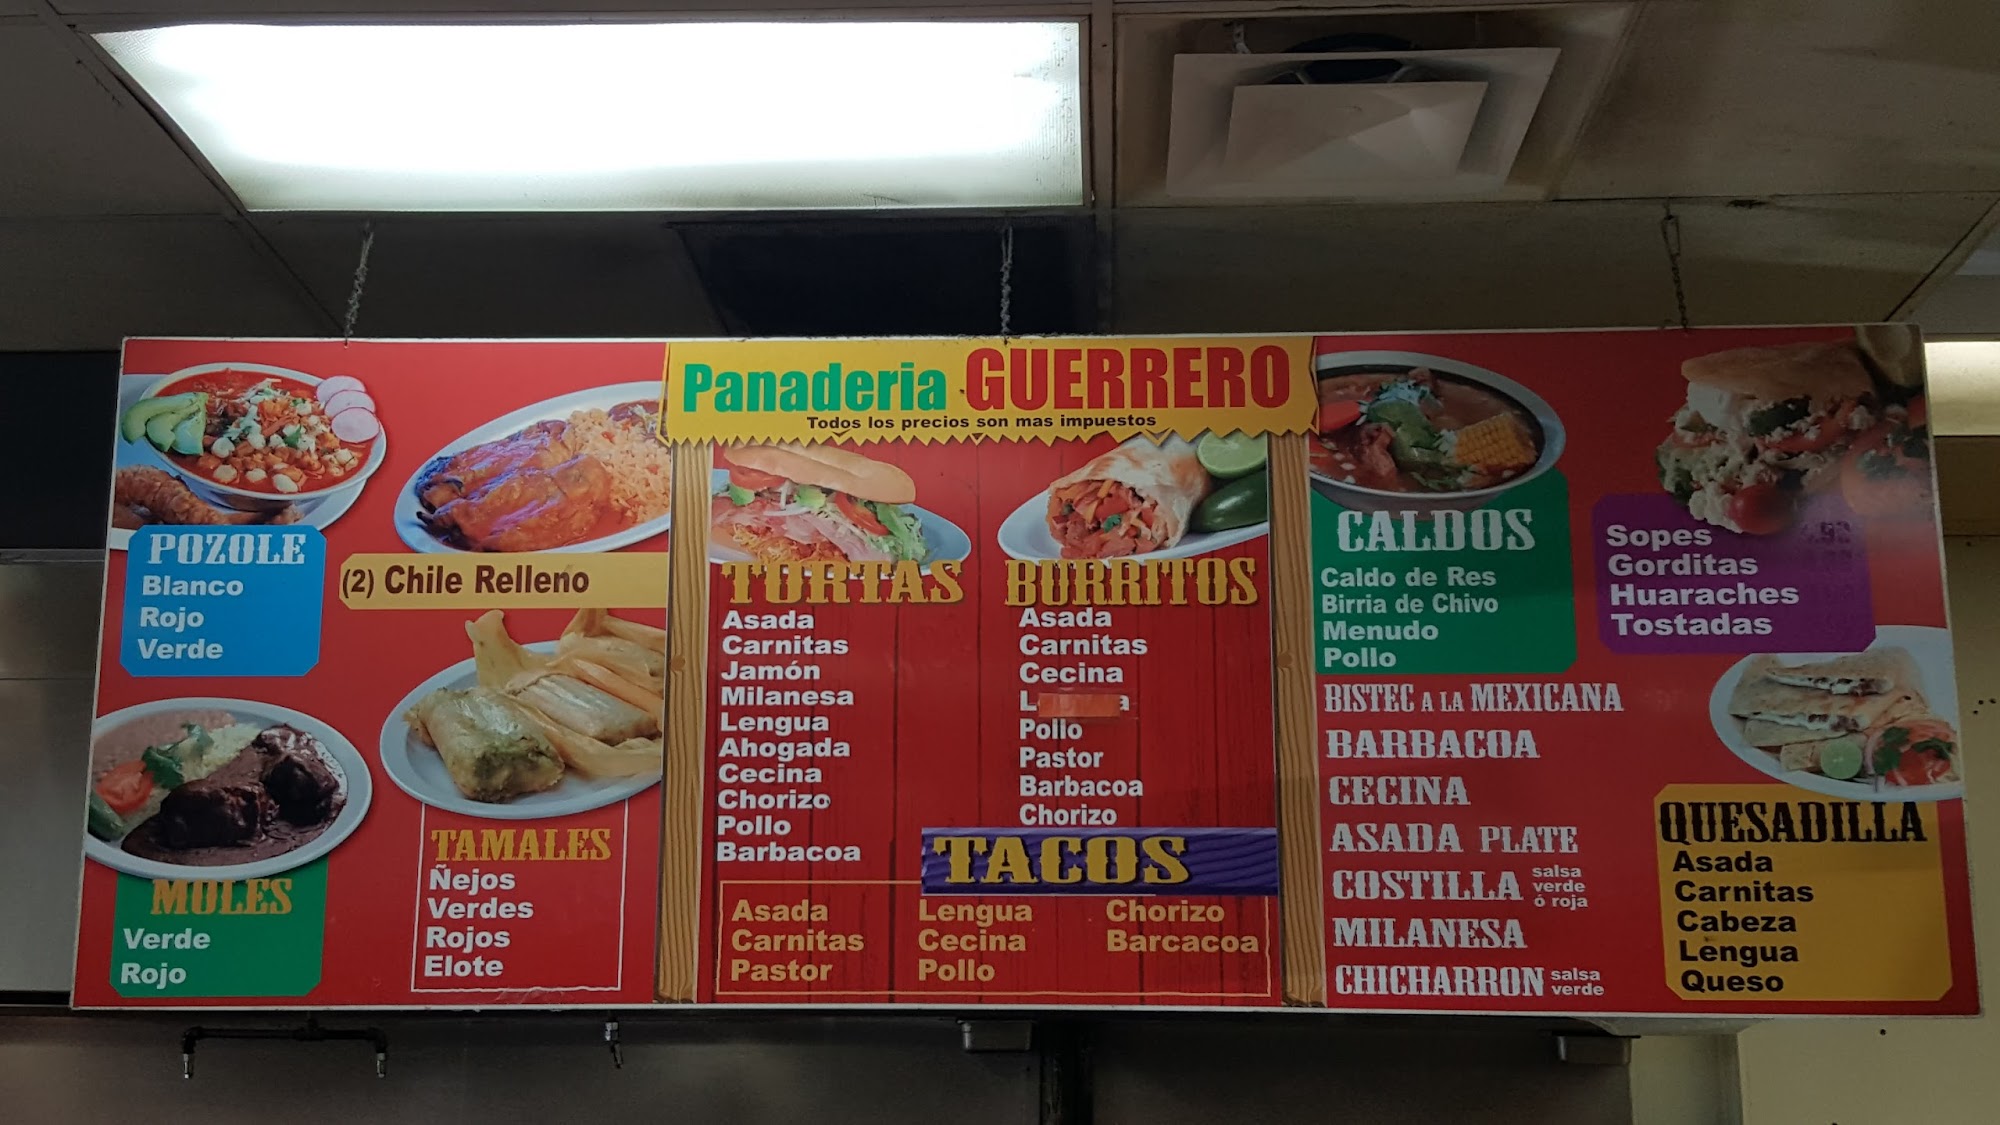 Panaderia GUERRERO
Todos los precios son mas impuestos
POZOLE
Blanco
Rojo
Verde
(2) Chile Relleno
MOLES
Verde
Rojo
TAMALES
Ñejos
Verdes
Rojos
Elote
TORTAS
Asada
Carnitas
Jamón
Milanesa
Lengua
Ahogada
Cecina
Chorizo
Pollo
Barbacoa
BURRITOS
Asada
Carnitas
Cecina
Pollo
Pastor
Barbacoa
Chorizo
TACOS
Asada
Carnitas
Pastor
Lengua
Cecina
Pollo
Chorizo
Barcacoa
CALDOS
Caldo de Res
Birria de Chivo
Menudo
Pollo
BISTEC A LA MEXICANA
BARBACOA
CECINA
ASADA PLATE
COSTILLA salsa
verde
ó roja
MILANESA
CHICHARRON salsa
verde
Sopes
Gorditas
Huaraches
Tostadas
QUESADILLA
Asada
Carnitas
Cabeza
Lengua
Queso